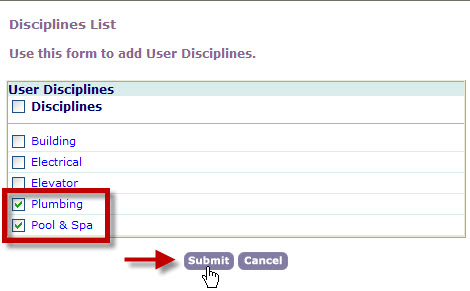 Disciplines List
Use this form to add User Disciplines.
User Disciplines
Disciplines
Building
Electrical
Elevator
Plumbing
Pool & Spa
Submit Cancel